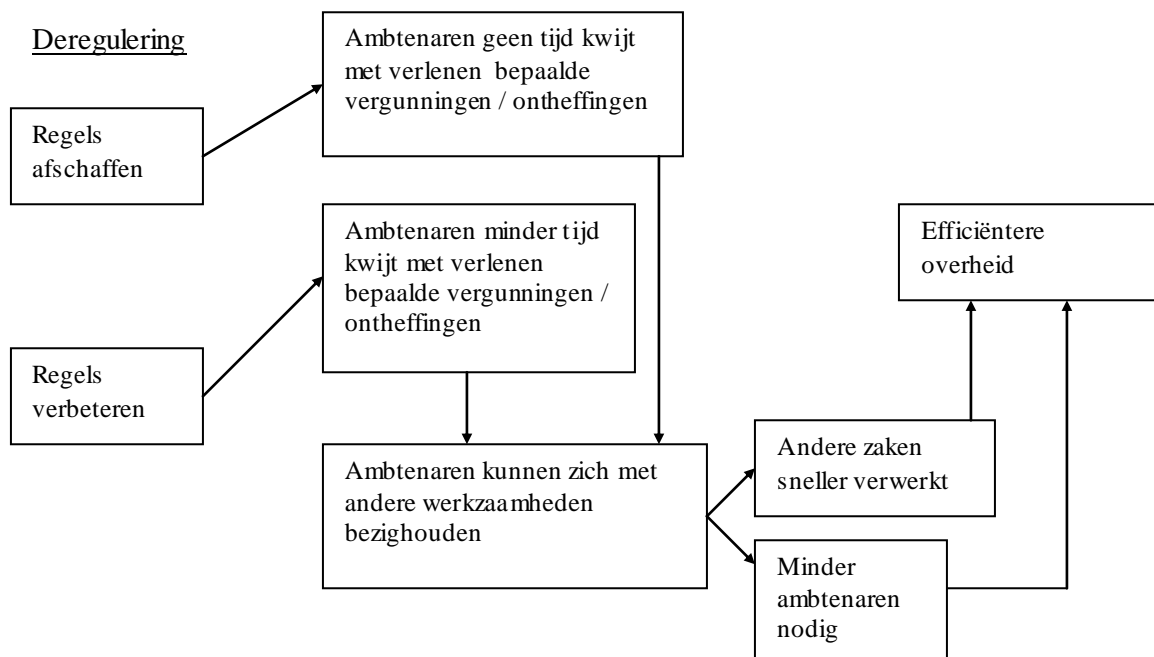 Deregulering
Ambtenaren geen tijd kwijt
met verlenen bepaalde
vergunningen / ontheffingen
Regels
afschaffen
Ambtenaren minder tijd
kwijt met verlenen
bepaalde vergunningen /
ontheffingen
Efficiëntere
overheid
Regels
verbeteren
Ambtenaren kunnen zich met
andere werkzaamheden
bezighouden
Andere zaken
sneller verwerkt
Minder
ambtenaren
nodig